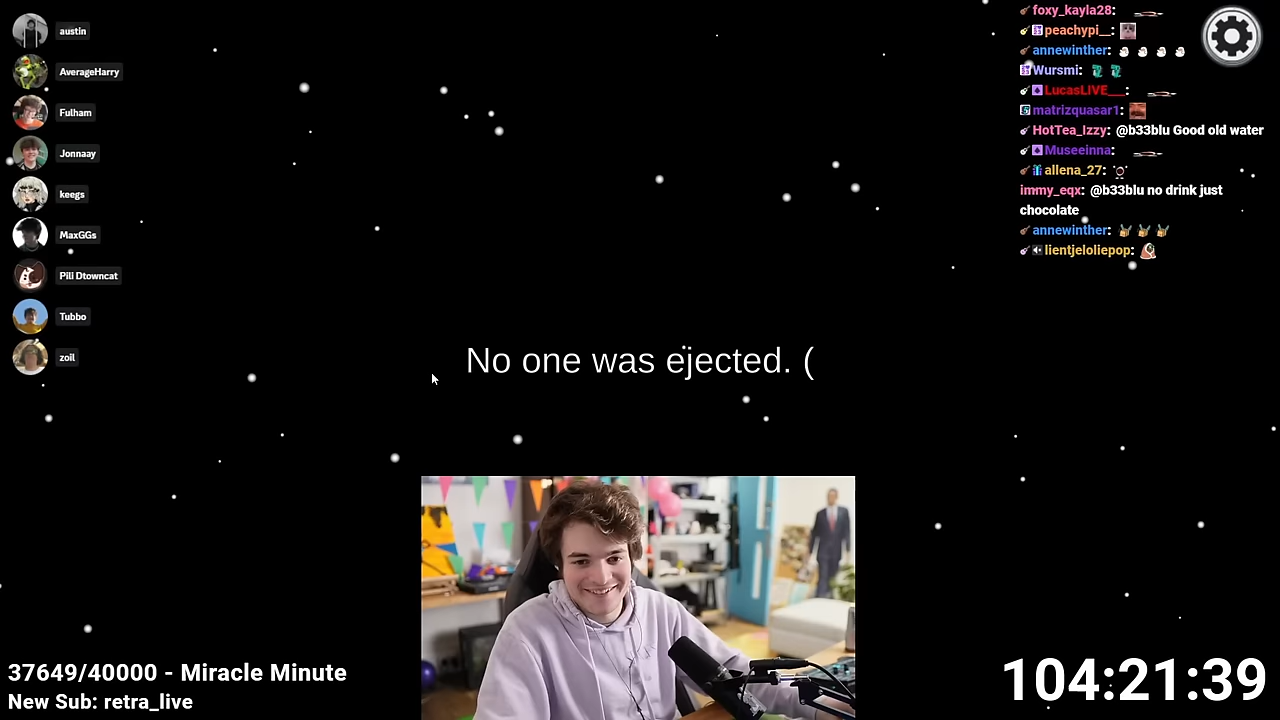 austin
AverageHarry
Fulham
Jonnaay
keegs
MaxGGs
Pili Dtowncat
Tubbo
zoil
foxy_kayla28:
peachypi__:
annewinther:
Wursmi:
LucasLIVE___:
matrizquasar1:
HotTea_Izzy: @b33blu Good old water
Museeinna:
allena_27:
immy_eqx: @b33blu no drink just
chocolate
annewinther:
lientjeloliepop:
No one was ejected. (
37649/40000 - Miracle Minute
New Sub: retra_live
104:21:39